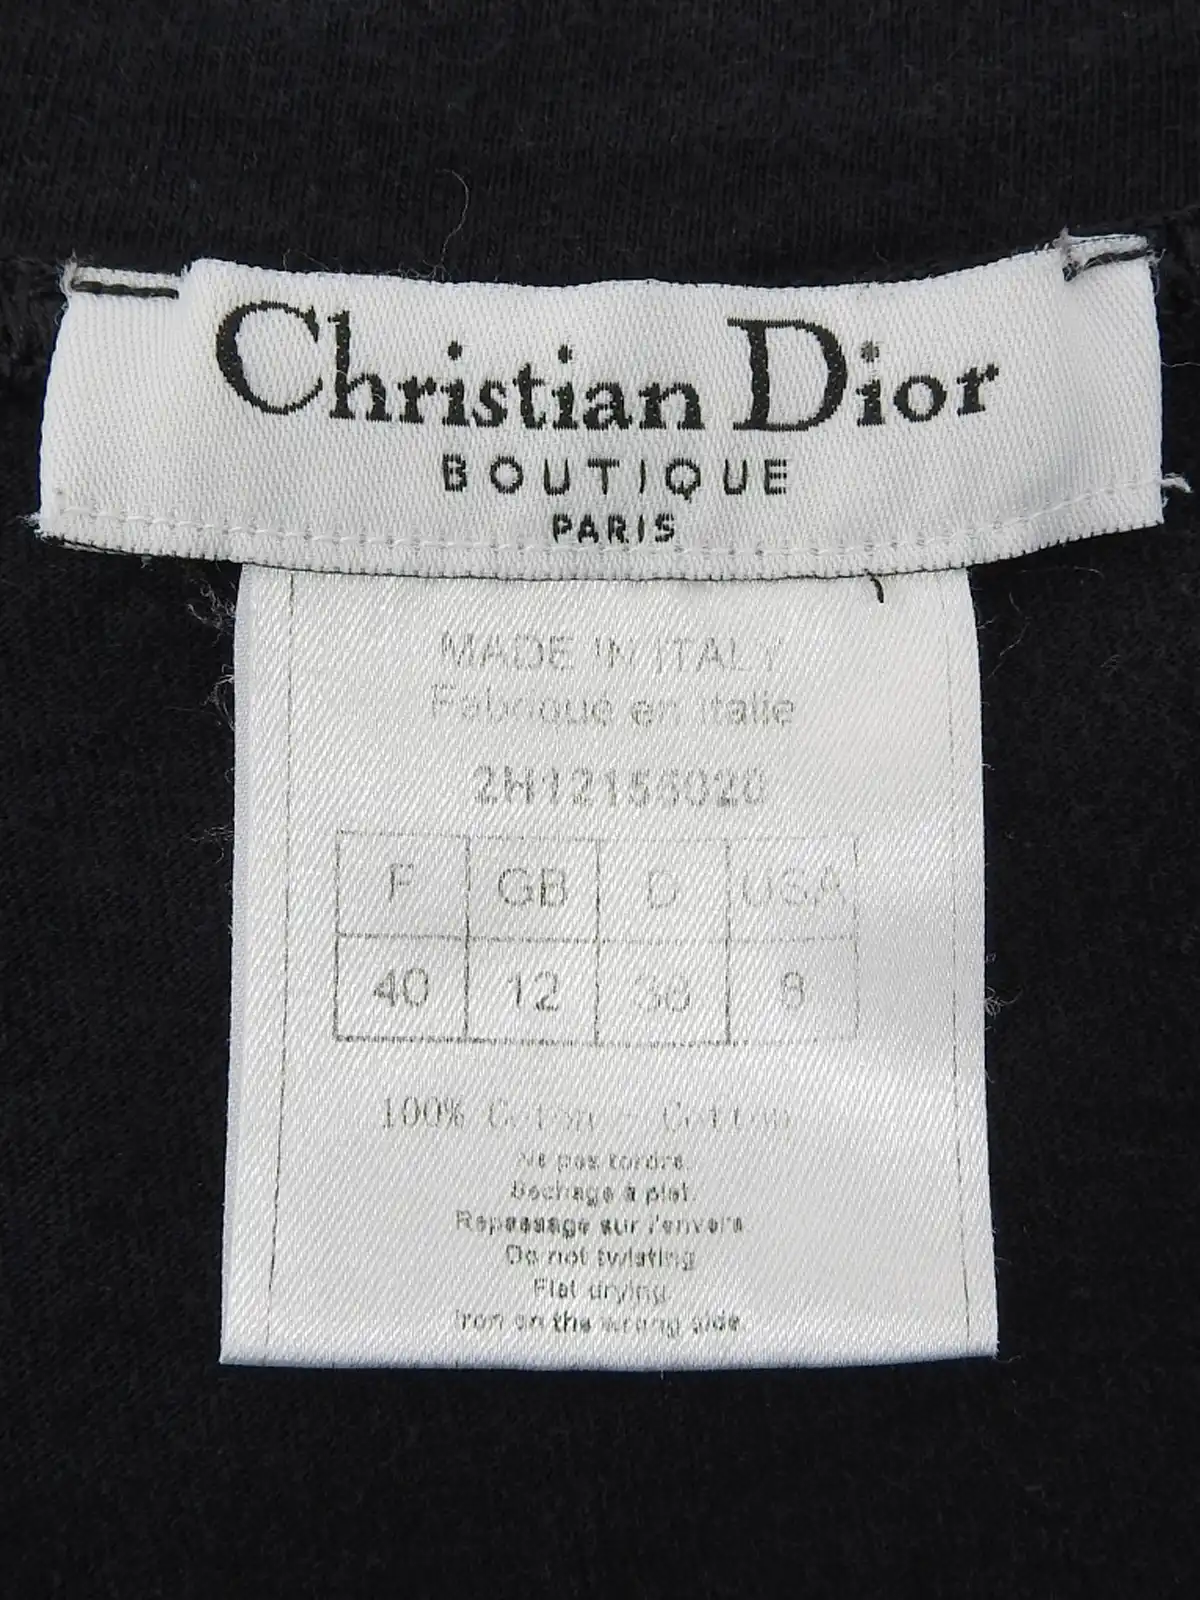 Christian Dior
BOUTIQUE
PARIS
MADE IN ITALY
Fabriqué en Italie
2H12156020
F GB D USA
40 12 38 8
100% Coton - Cotton
Ne pas tordre.
Séchage à plat.
Repassage sur l'envers.
Do not twisting
Flat drying.
Iron on the wrong side.